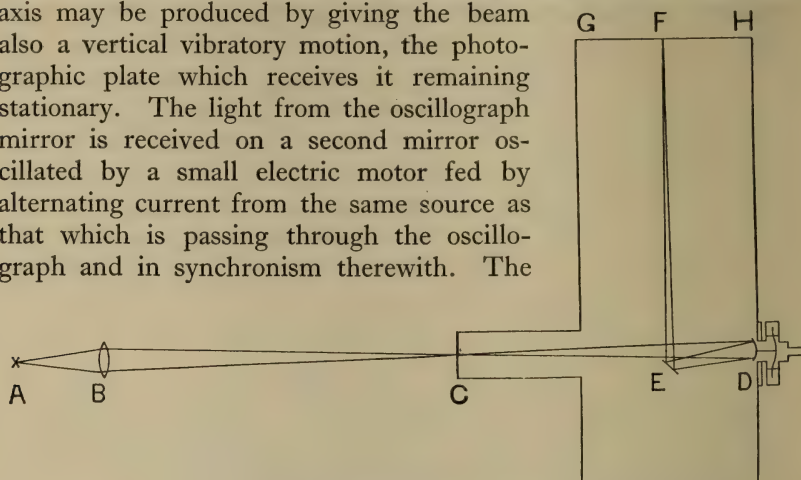 axis may be produced by giving the beam
also a vertical vibratory motion, the photo-
graphic plate which receives it remaining
stationary. The light from the oscillograph
mirror is received on a second mirror os-
cillated by a small electric motor fed by
alternating current from the same source as
that which is passing through the oscillo-
graph and in synchronism therewith. The
G F H
A B C E D